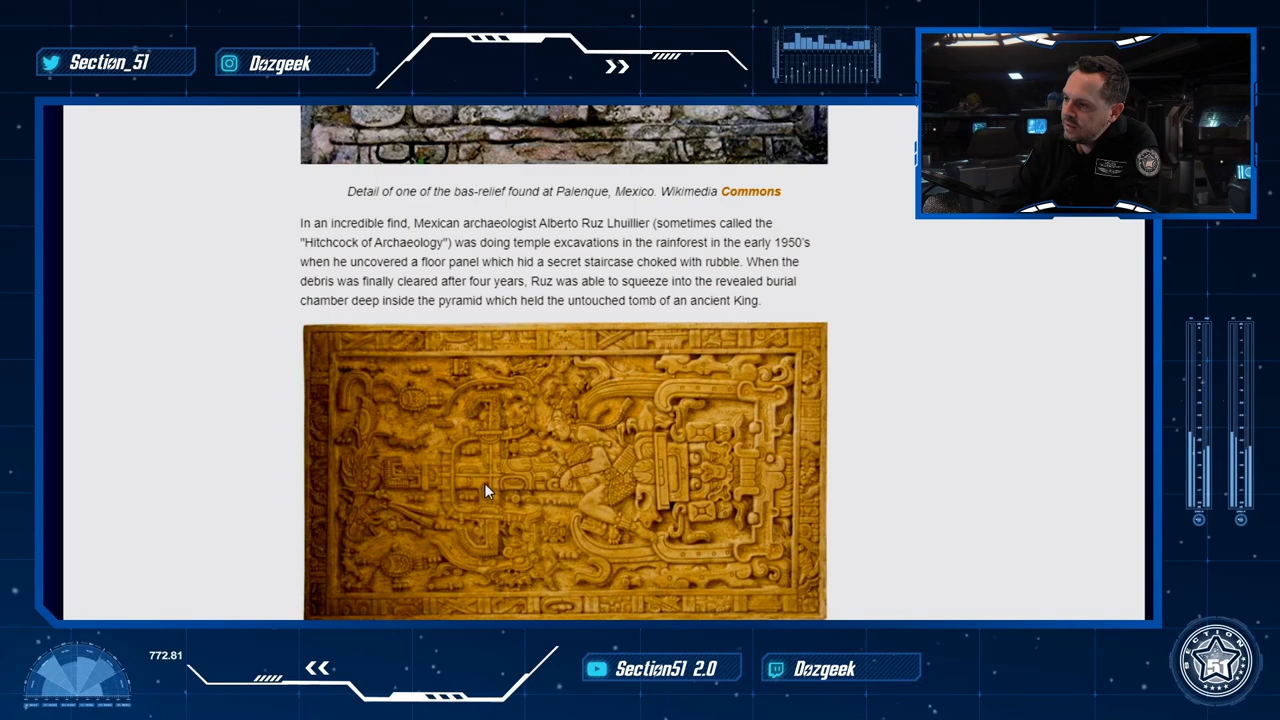 Section_51
Dazgeek
Detail of one of the bas-relief found at Palenque, Mexico. Wikimedia Commons
In an incredible find, Mexican archaeologist Alberto Ruz Lhuillier (sometimes called the
"Hitchcock of Archaeology") was doing temple excavations in the rainforest in the early 1950's
when he uncovered a floor panel which hid a secret staircase choked with rubble. When the
debris was finally cleared after four years, Ruz was able to squeeze into the revealed burial
chamber deep inside the pyramid which held the untouched tomb of an ancient King.
772.81
Section51 2.0
Dazgeek
SECTION
51